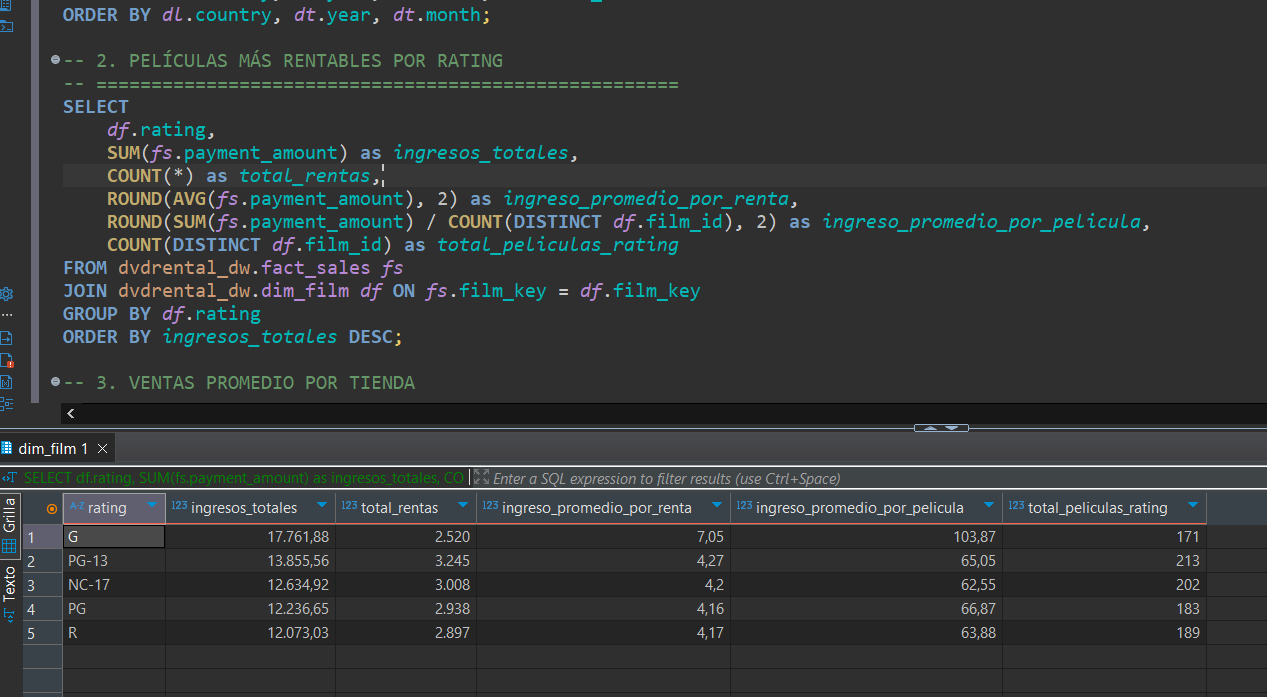 ORDER BY dl.country, dt.year, dt.month;
-- 2. PELÍCULAS MÁS RENTABLES POR RATING
-- =====================================================
SELECT
df.rating,
SUM(fs.payment_amount) as ingresos_totales,
COUNT(*) as total_rentas,
ROUND(AVG(fs.payment_amount), 2) as ingreso_promedio_por_renta,
ROUND(SUM(fs.payment_amount) / COUNT(DISTINCT df.film_id), 2) as ingreso_promedio_por_pelicula,
COUNT(DISTINCT df.film_id) as total_peliculas_rating
FROM dvdrental_dw.fact_sales fs
JOIN dvdrental_dw.dim_film df ON fs.film_key = df.film_key
GROUP BY df.rating
ORDER BY ingresos_totales DESC;
-- 3. VENTAS PROMEDIO POR TIENDA
dim_film 1
SELECT df.rating, SUM(fs.payment_amount) as ingresos_totales, CO Enter a SQL expression to filter results (use Ctrl+Space)
Grilla
Texto
A-Z rating 123 ingresos_totales 123 total_rentas 123 ingreso_promedio_por_renta 123 ingreso_promedio_por_pelicula 123 total_peliculas_rating
1 G 17.761,88 2.520 7,05 103,87 171
2 PG-13 13.855,56 3.245 4,27 65,05 213
3 NC-17 12.634,92 3.008 4,2 62,55 202
4 PG 12.236,65 2.938 4,16 66,87 183
5 R 12.073,03 2.897 4,17 63,88 189